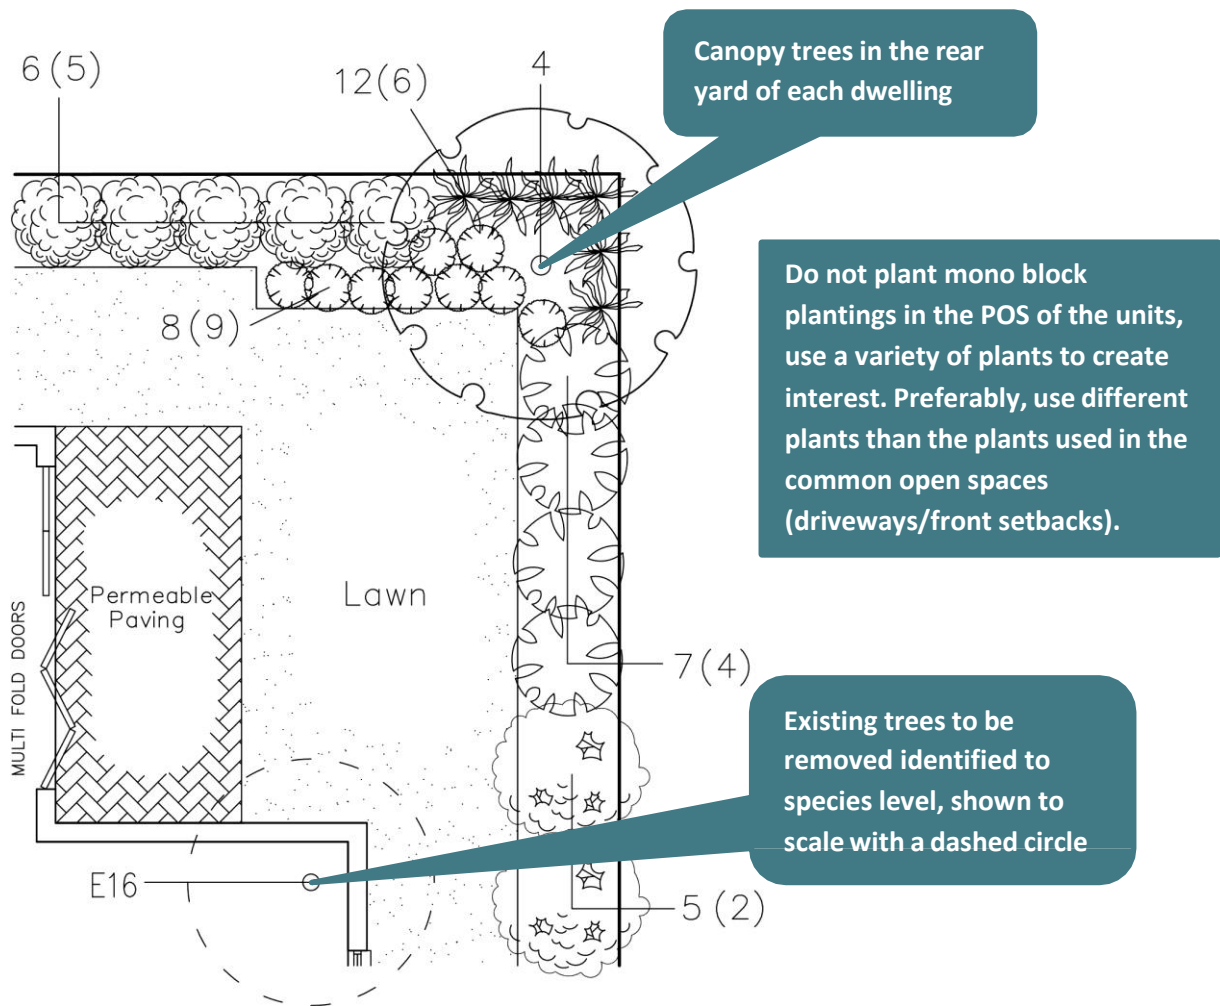 Canopy trees in the rear
yard of each dwelling
6 (5)
12(6)
4
8(9)
Do not plant mono block
plantings in the POS of the units,
use a variety of plants to create
interest. Preferably, use different
plants than the plants used in the
common open spaces
(driveways/front setbacks).
MULTI FOLD DOORS
Permeable
Paving
Lawn
7(4)
Existing trees to be
removed identified to
species level, shown to
scale with a dashed circle
E16
5 (2)